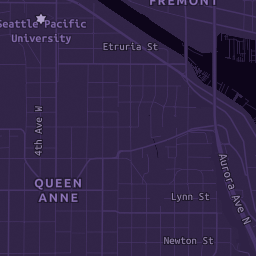 FREMONT
Seattle Pacific
University
Etruria St
4th Ave W
Aurora Ave N
QUEEN
ANNE
Lynn St
Newton St